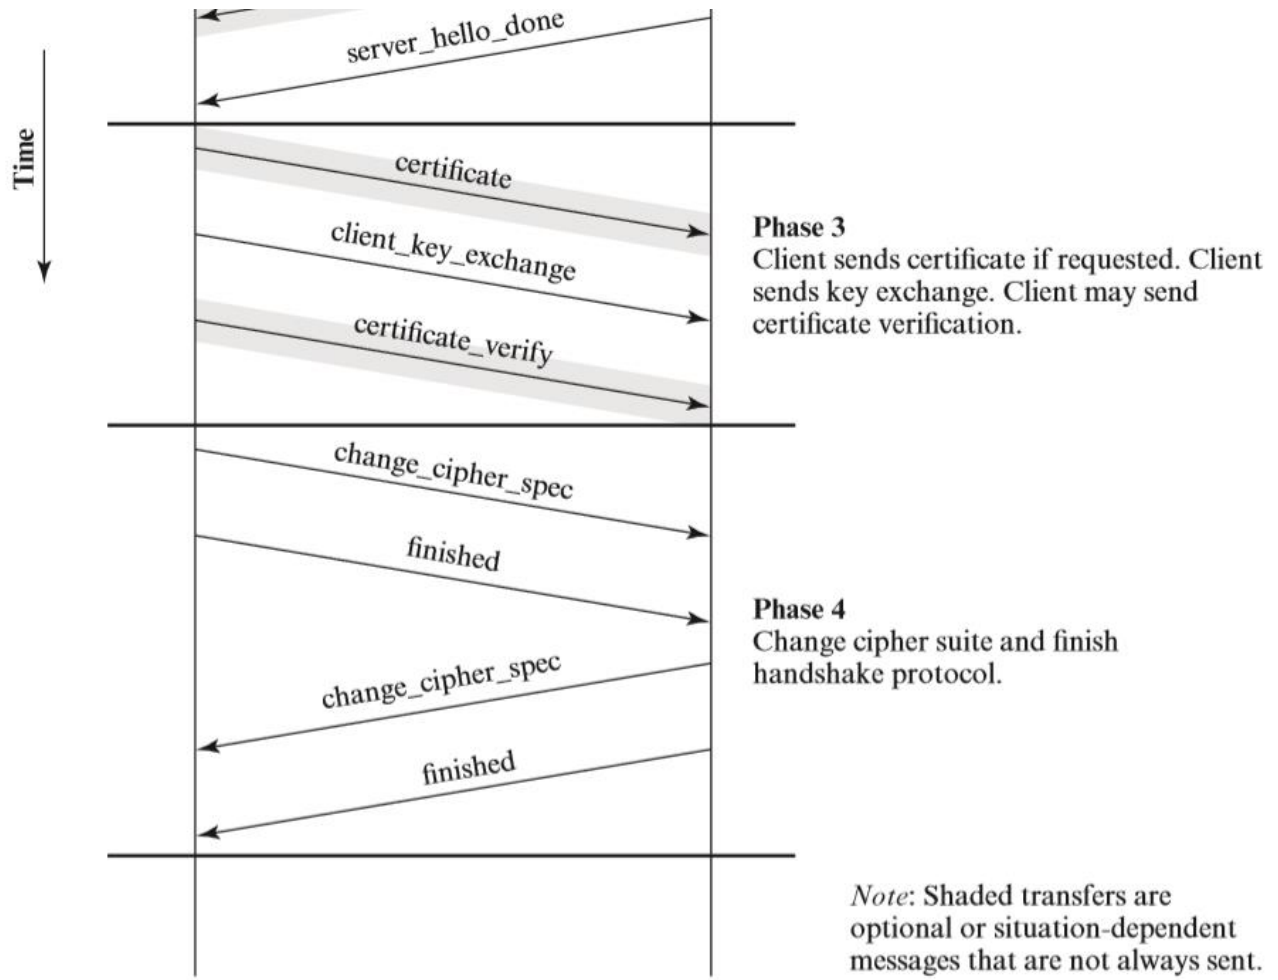 server_hello_done
Time
certificate
client_key_exchange
certificate_verify
Phase 3
Client sends certificate if requested. Client
sends key exchange. Client may send
certificate verification.
change_cipher_spec
finished
change_cipher_spec
finished
Phase 4
Change cipher suite and finish
handshake protocol.
Note: Shaded transfers are
optional or situation-dependent
messages that are not always sent.